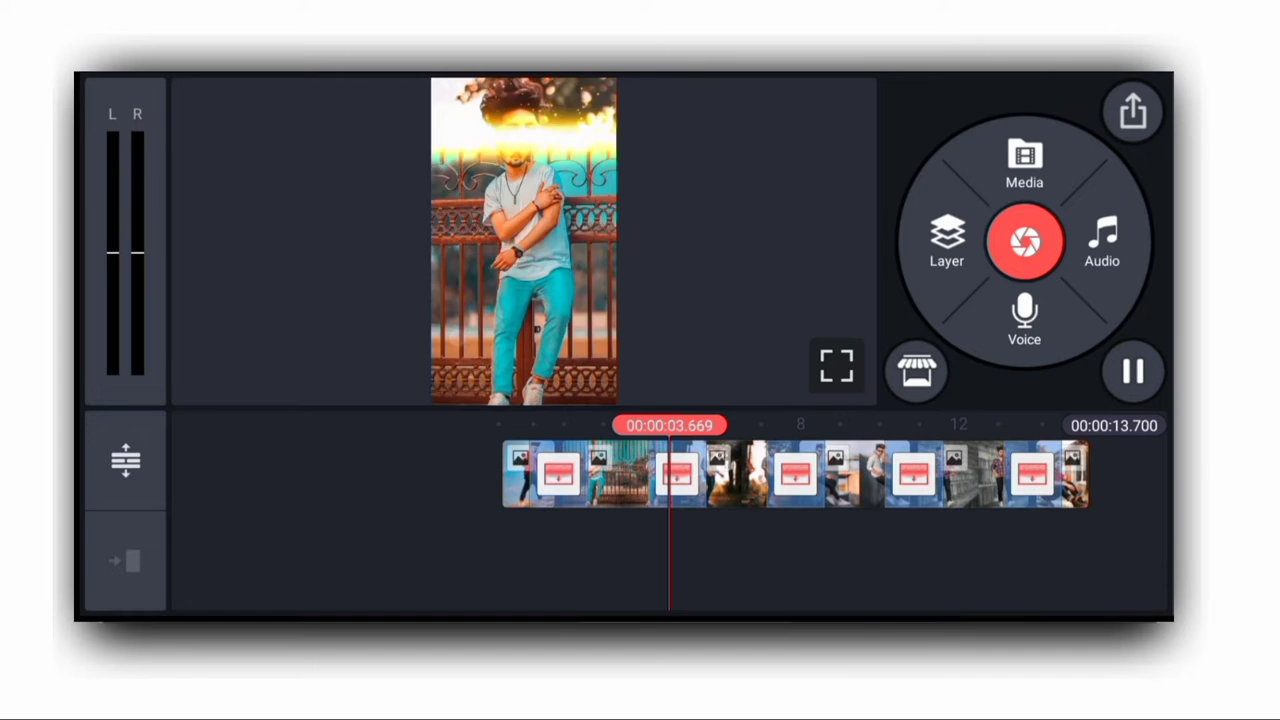 L R
Media
Layer
Audio
Voice
00:00:03.669
8
12
00:00:13.700